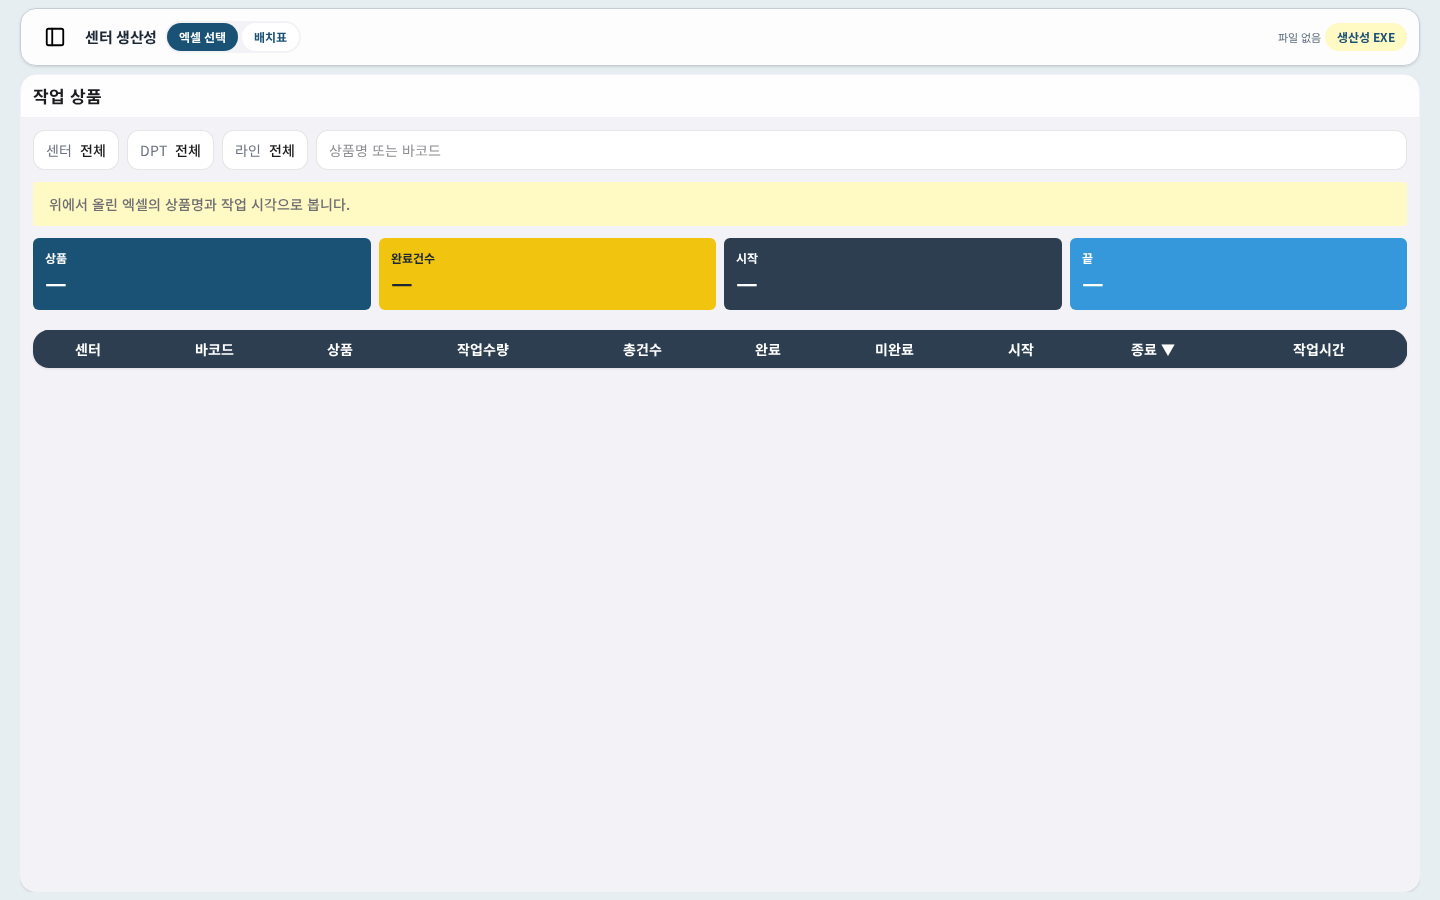 센터 생산성 엑셀 선택 배치표 파일 없음 생산성 EXE
작업 상품
센터 전체 DPT 전체 라인 전체 상품명 또는 바코드
위에서 올린 엑셀의 상품명과 작업 시각으로 봅니다.
상품 완료건수 시작 끝
— — — —
센터 바코드 상품 작업수량 총건수 완료 미완료 시작 종료 ▼ 작업시간